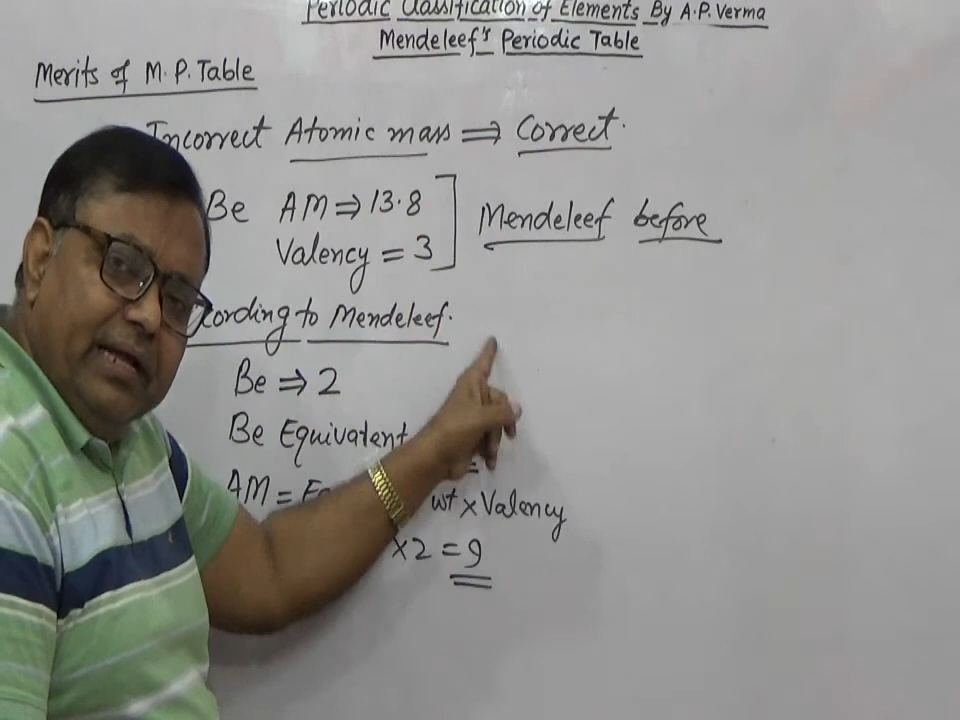 Periodic Classification of Elements By A.P. Verma
Mendeleef's Periodic Table
Merits of M.P. Table
Incorrect Atomic mass ⇒ Correct.
Be AM ⇒ 13.8
Valency = 3
Mendeleef before
cording to Mendeleef.
Be ⇒ 2
Be Equivalent =
AM = Eq wt × Valency
×2 = 9